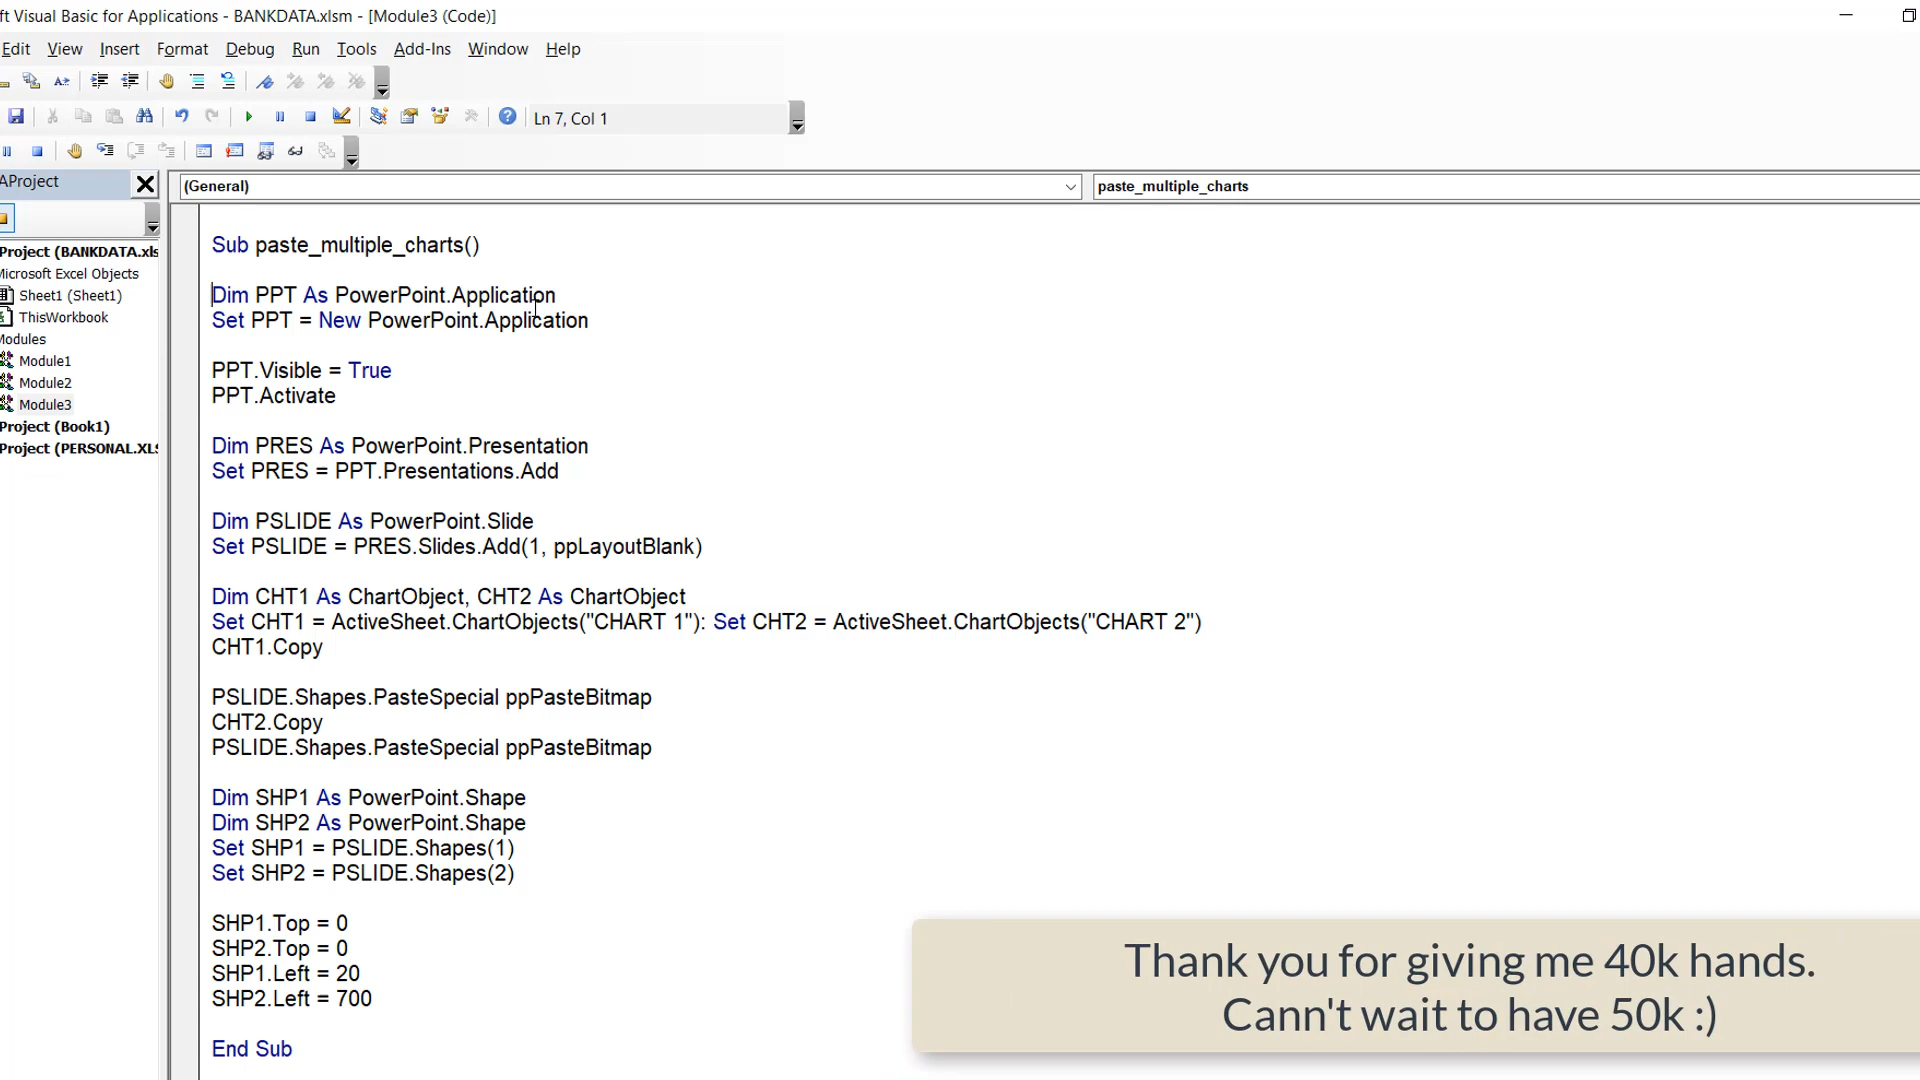 ft Visual Basic for Applications - BANKDATA.xlsm - [Module3 (Code)]
Edit View Insert Format Debug Run Tools Add-Ins Window Help
Ln 7, Col 1
AProject
(General) paste_multiple_charts
Project (BANKDATA.xls
Microsoft Excel Objects
Sheet1 (Sheet1)
ThisWorkbook
Modules
Module1
Module2
Module3
Project (Book1)
Project (PERSONAL.XLS
Sub paste_multiple_charts()
Dim PPT As PowerPoint.Application
Set PPT = New PowerPoint.Application
PPT.Visible = True
PPT.Activate
Dim PRES As PowerPoint.Presentation
Set PRES = PPT.Presentations.Add
Dim PSLIDE As PowerPoint.Slide
Set PSLIDE = PRES.Slides.Add(1, ppLayoutBlank)
Dim CHT1 As ChartObject, CHT2 As ChartObject
Set CHT1 = ActiveSheet.ChartObjects("CHART 1"): Set CHT2 = ActiveSheet.ChartObjects("CHART 2")
CHT1.Copy
PSLIDE.Shapes.PasteSpecial ppPasteBitmap
CHT2.Copy
PSLIDE.Shapes.PasteSpecial ppPasteBitmap
Dim SHP1 As PowerPoint.Shape
Dim SHP2 As PowerPoint.Shape
Set SHP1 = PSLIDE.Shapes(1)
Set SHP2 = PSLIDE.Shapes(2)
SHP1.Top = 0
SHP2.Top = 0
SHP1.Left = 20
SHP2.Left = 700
End Sub
Thank you for giving me 40k hands.
Cann't wait to have 50k :)